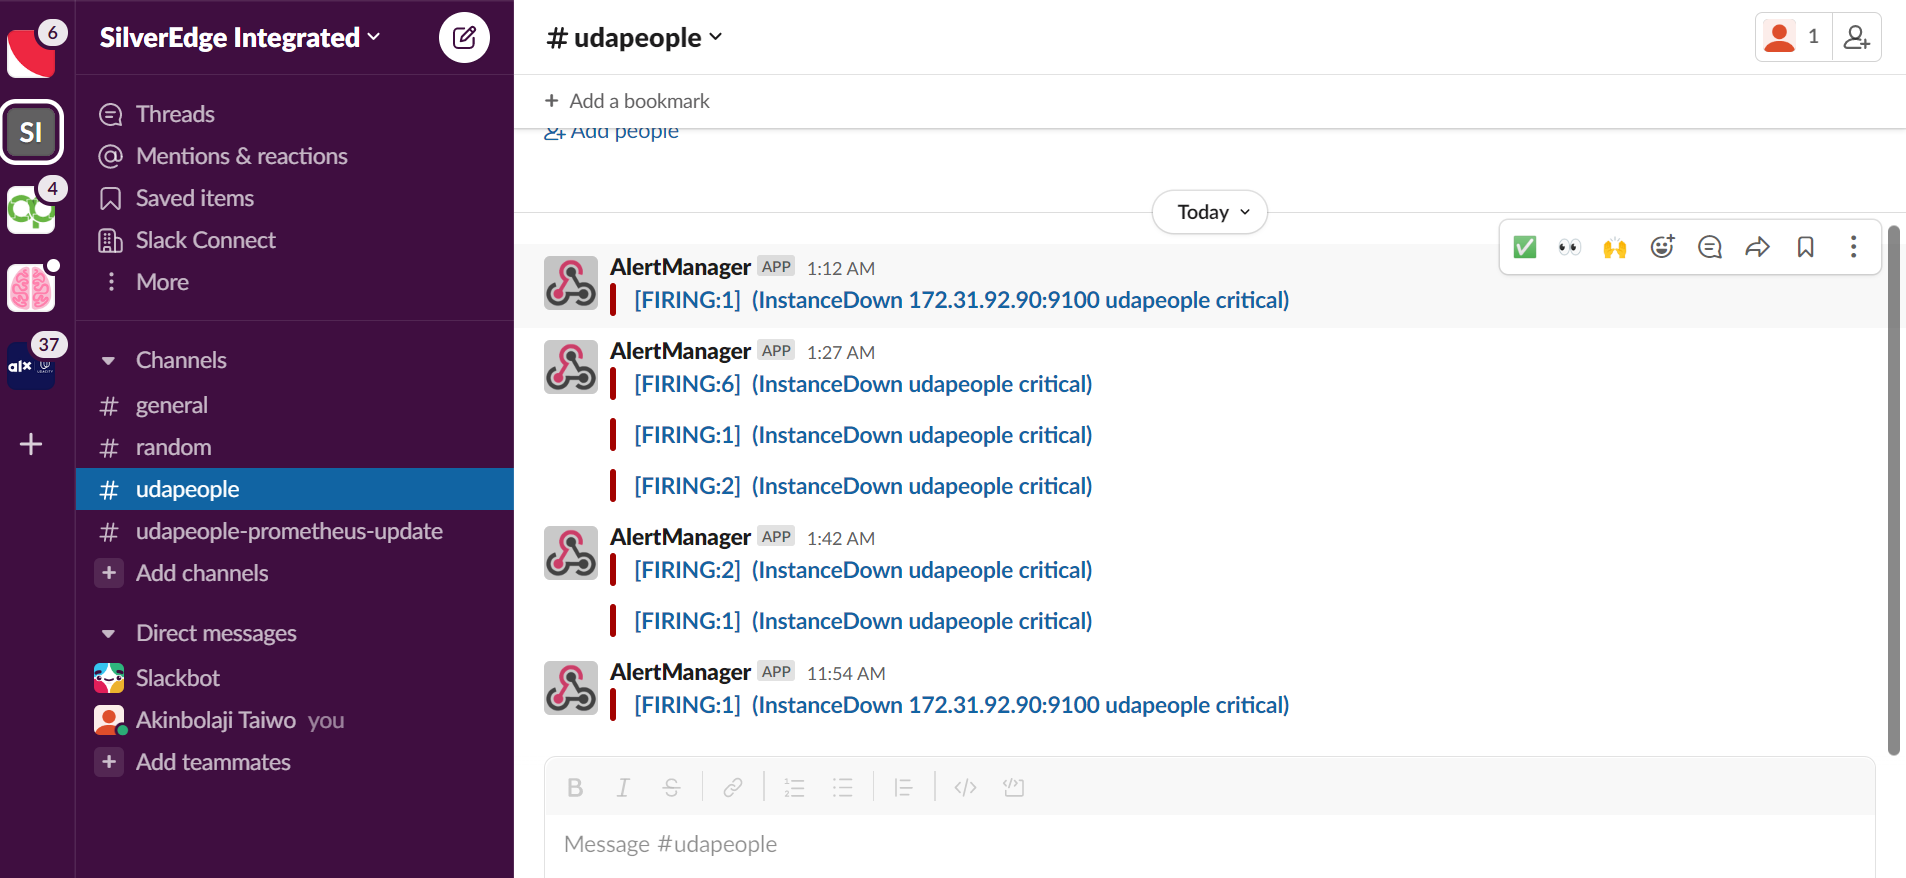 6
SI
4
37
alx
SilverEdge Integrated
Threads
Mentions & reactions
Saved items
Slack Connect
More
Channels
# general
# random
# udapeople
# udapeople-prometheus-update
+ Add channels
Direct messages
Slackbot
Akinbolaji Taiwo you
+ Add teammates
# udapeople
1
+ Add a bookmark
Add people
Today
AlertManager APP 1:12 AM
[FIRING:1] (InstanceDown 172.31.92.90:9100 udapeople critical)
AlertManager APP 1:27 AM
[FIRING:6] (InstanceDown udapeople critical)
[FIRING:1] (InstanceDown udapeople critical)
[FIRING:2] (InstanceDown udapeople critical)
AlertManager APP 1:42 AM
[FIRING:2] (InstanceDown udapeople critical)
[FIRING:1] (InstanceDown udapeople critical)
AlertManager APP 11:54 AM
[FIRING:1] (InstanceDown 172.31.92.90:9100 udapeople critical)
B I S
Message #udapeople